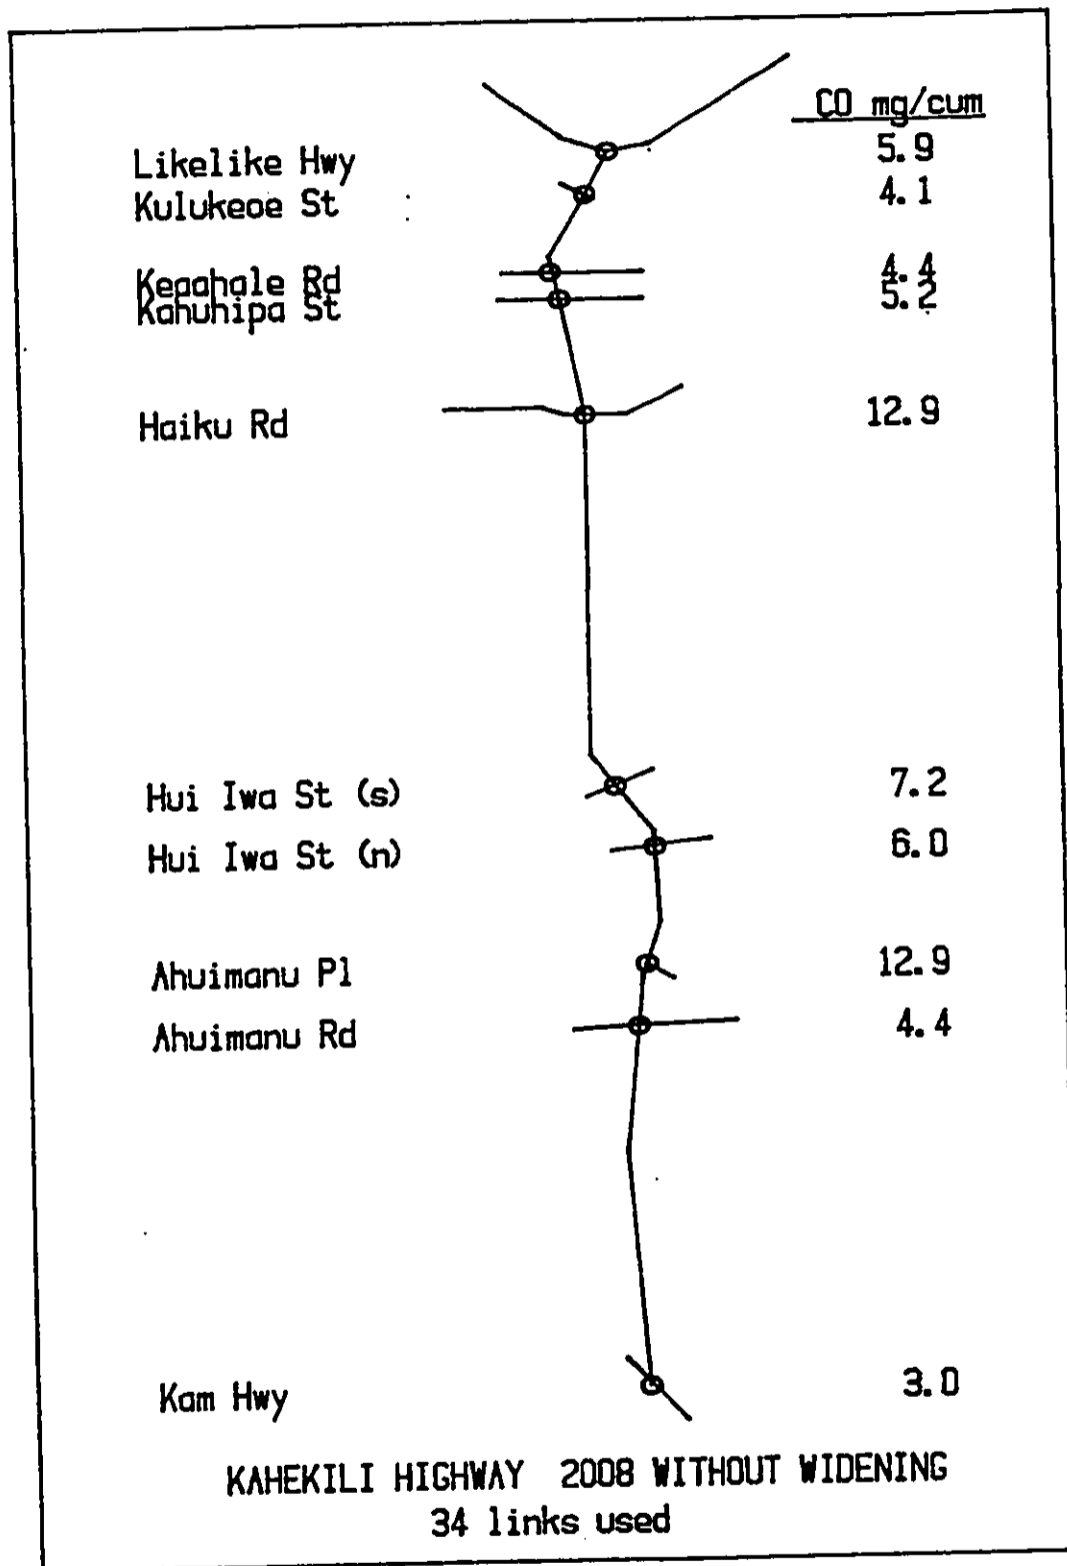 CO mg/cum
Likelike Hwy 5.9
Kulukeoe St 4.1
Keaahale Rd 4.4
Kahuhipa St 5.2
Haiku Rd 12.9
Hui Iwa St (s) 7.2
Hui Iwa St (n) 6.0
Ahuimanu Pl 12.9
Ahuimanu Rd 4.4
Kam Hwy 3.0
KAHEKILI HIGHWAY 2008 WITHOUT WIDENING
34 links used